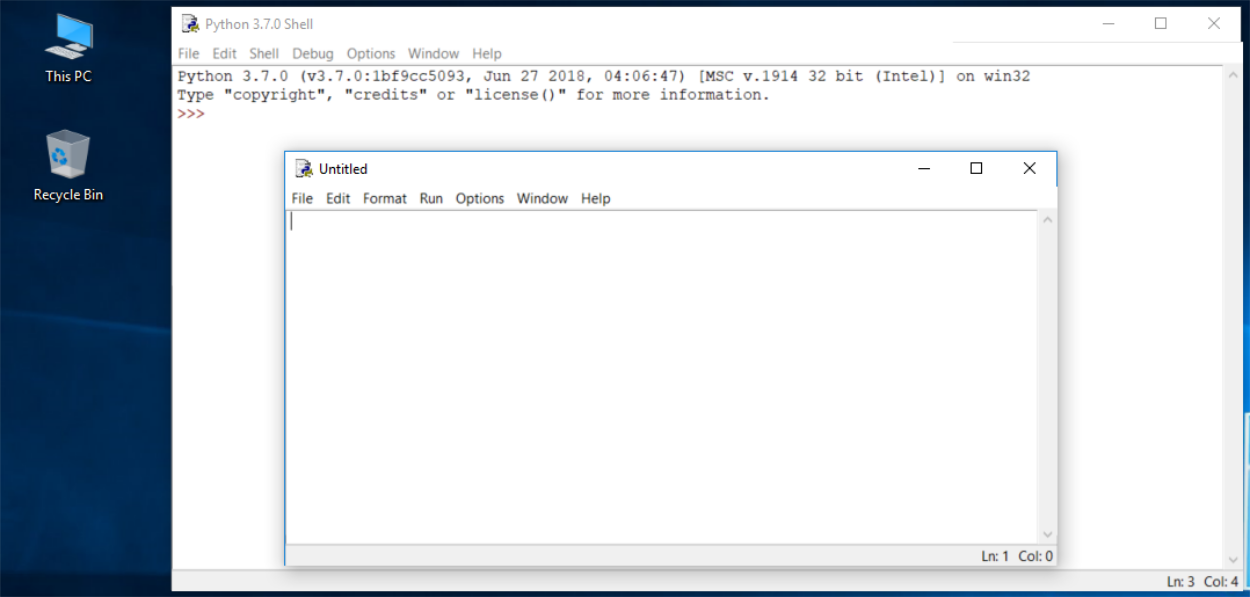 This PC
Recycle Bin
Python 3.7.0 Shell
File Edit Shell Debug Options Window Help
Python 3.7.0 (v3.7.0:1bf9cc5093, Jun 27 2018, 04:06:47) [MSC v.1914 32 bit (Intel)] on win32
Type "copyright", "credits" or "license()" for more information.
>>>
Untitled
File Edit Format Run Options Window Help
Ln: 1 Col: 0
Ln: 3 Col: 4